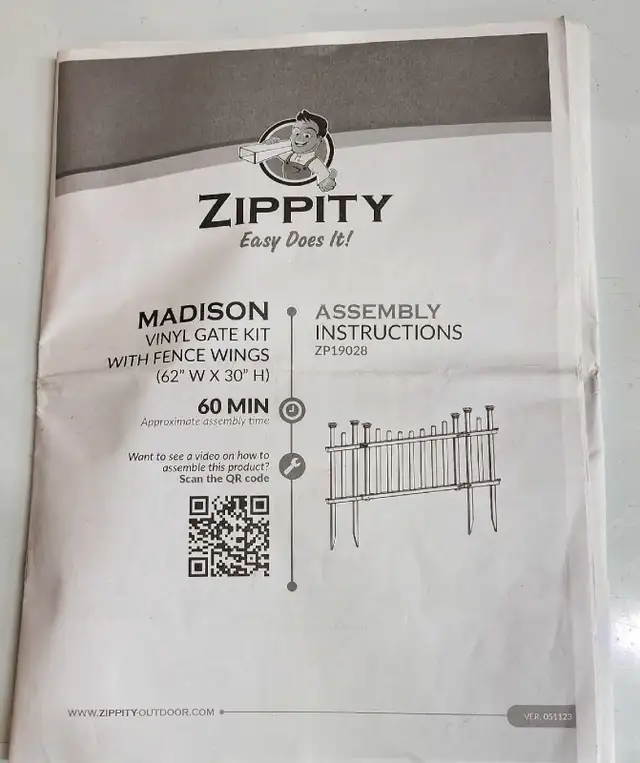 ZIPPITY
Easy Does It!
MADISON
VINYL GATE KIT
WITH FENCE WINGS
(62" W X 30" H)
60 MIN
Approximate assembly time
Want to see a video on how to
assemble this product?
Scan the QR code
ASSEMBLY
INSTRUCTIONS
ZP19028
WWW.ZIPPITY-OUTDOOR.COM
VER. 051123